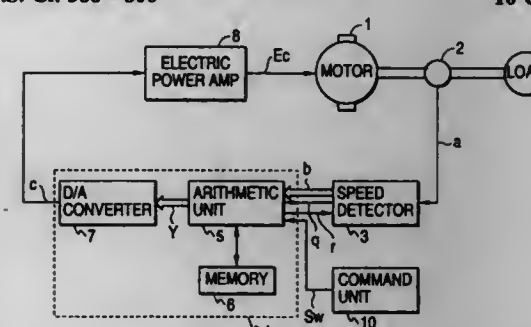 8
ELECTRIC
POWER AMP
Ec
1
MOTOR
2
LOA
a
c
D/A
CONVERTER
7
Y
ARITHMETIC
UNIT
5
b
q
r
SPEED
DETECTOR
3
MEMORY
6
Sw
COMMAND
UNIT
10